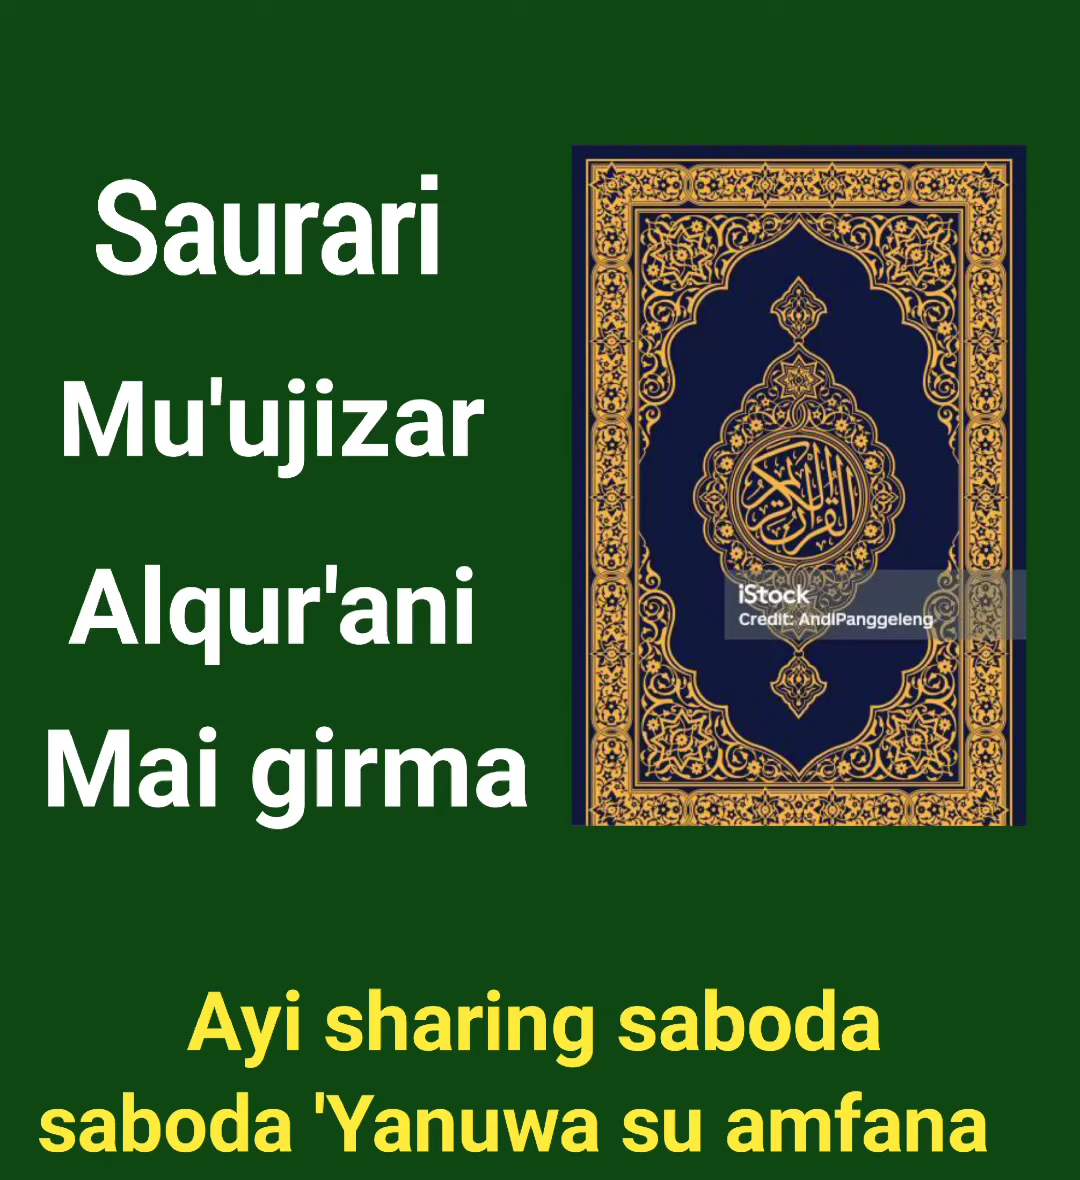 Saurari
Mu'ujizar
Alqur'ani
Mai girma
القرآن الكريم
iStock
Credit: AndiPanggeleng
Ayi sharing saboda
saboda 'Yanuwa su amfana